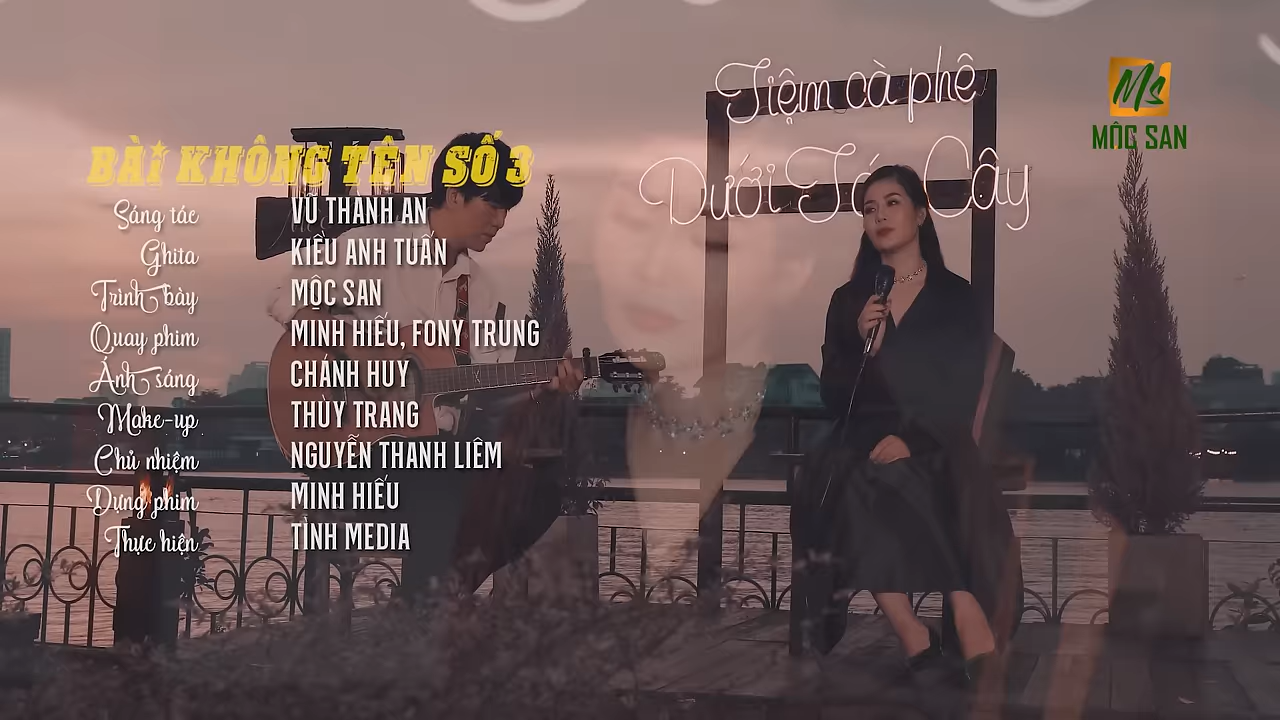 Tiệm cà phê
Dưới Tán Cây
Ms
MỘC SAN
BÀI KHÔNG TÊN SỐ 3
Sáng tác VŨ THÀNH AN
Ghita KIỀU ANH TUẤN
Trình bày MỘC SAN
Quay phim MINH HIẾU, FONY TRUNG
Ánh sáng CHÁNH HUY
Make-up THÙY TRANG
Chủ nhiệm NGUYỄN THANH LIÊM
Dựng phim MINH HIẾU
Thực hiện TÌNH MEDIA